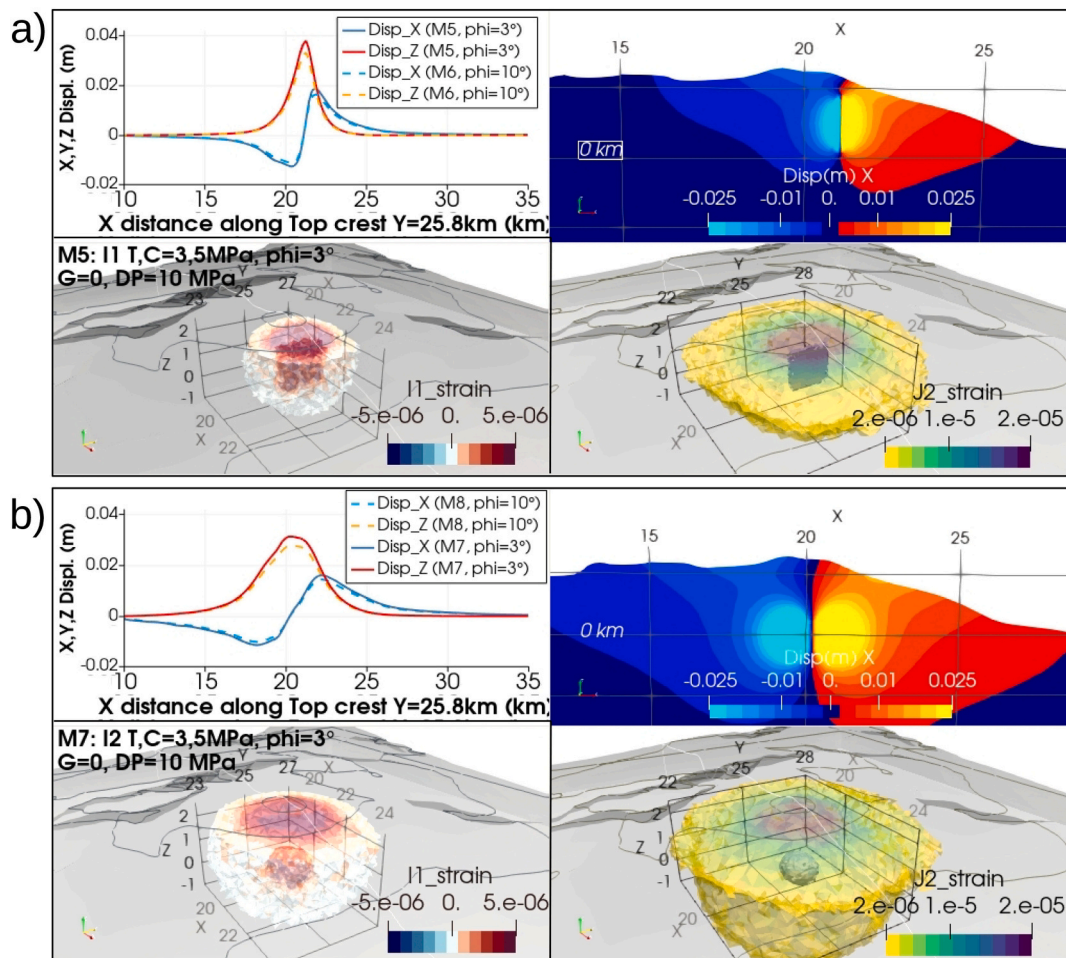 a)
0.04
0.02
0
-0.02
X,Y,Z Displ. (m)
Disp_X (M5, phi=3°)
Disp_Z (M5, phi=3°)
Disp_X (M6, phi=10°)
Disp_Z (M6, phi=10°)
10 15 20 25 30 35
X distance along Top crest Y=25.8km (km)
X
15 20 25
0 km
Disp(m) X
-0.025 -0.01 0. 0.01 0.025
M5: I1 T,C=3,5MPa, phi=3°
G=0, DP=10 MPa
Y
23 25 27
X
20 22 24
Z
2
1
0
-1
20
X
22
I1_strain
-5.e-06 0. 5.e-06
Y
22 25 28
20
24
Z
2
1
0
-1
X 20
J2_strain
2.e-06 1.e-5 2.e-05
b)
0.04
0.02
0
-0.02
X,Y,Z Displ. (m)
Disp_X (M8, phi=10°)
Disp_Z (M8, phi=10°)
Disp_X (M7, phi=3°)
Disp_Z (M7, phi=3°)
10 15 20 25 30 35
X distance along Top crest Y=25.8km (km)
X
15 20 25
0 km
Disp(m) X
-0.025 -0.01 0. 0.01 0.025
M7: I2 T,C=3,5MPa, phi=3°
G=0, DP=10 MPa
Y
23 25 27
X
20 22 24
Z
2
1
0
-1
20
X
22
I1_strain
-5.e-06 0. 5.e-06
Y
22 25 28
20
24
Z
2
1
0
-1
X 20
J2_strain
2.e-06 1.e-5 2.e-05